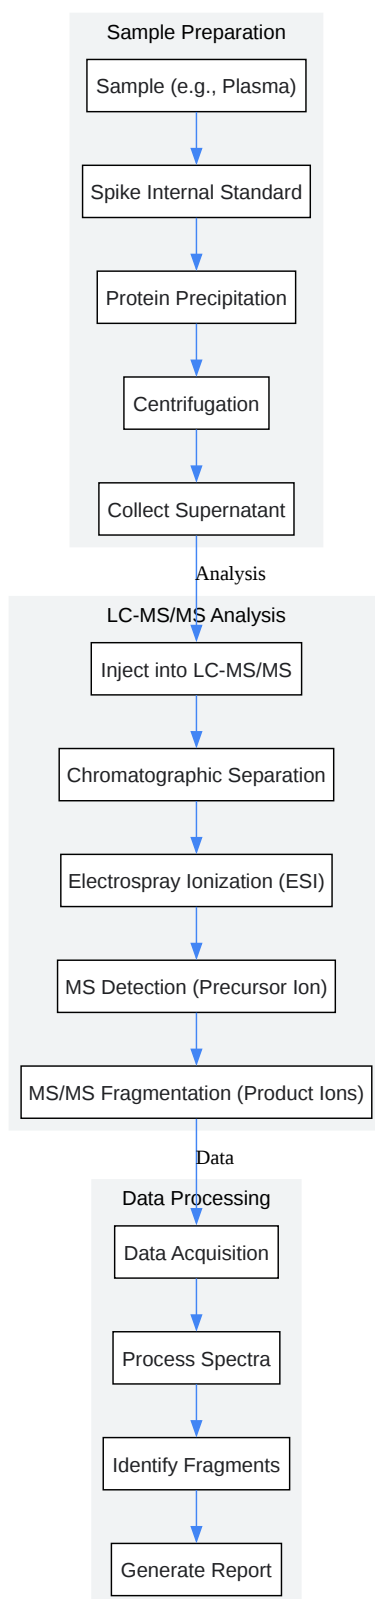 Sample Preparation
Sample (e.g., Plasma)
Spike Internal Standard
Protein Precipitation
Centrifugation
Collect Supernatant
Analysis
LC-MS/MS Analysis
Inject into LC-MS/MS
Chromatographic Separation
Electrospray Ionization (ESI)
MS Detection (Precursor Ion)
MS/MS Fragmentation (Product Ions)
Data
Data Processing
Data Acquisition
Process Spectra
Identify Fragments
Generate Report